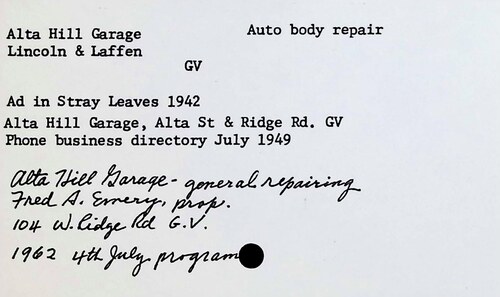 Alta Hill Garage Auto body repair
Lincoln & Laffen
GV
Ad in Stray Leaves 1942
Alta Hill Garage, Alta St & Ridge Rd. GV
Phone business directory July 1949
Alta Hill Garage - general repairing
Fred A. Emery, prop.
104 W. Ridge Rd G.V.
1962 4th July program